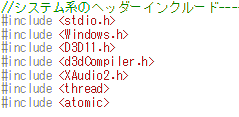 //システム系のヘッダーインクルード----
#include <stdio.h>
#include <Windows.h>
#include <D3D11.h>
#include <d3dCompiler.h>
#include <XAudio2.h>
#include <thread>
#include <atomic>